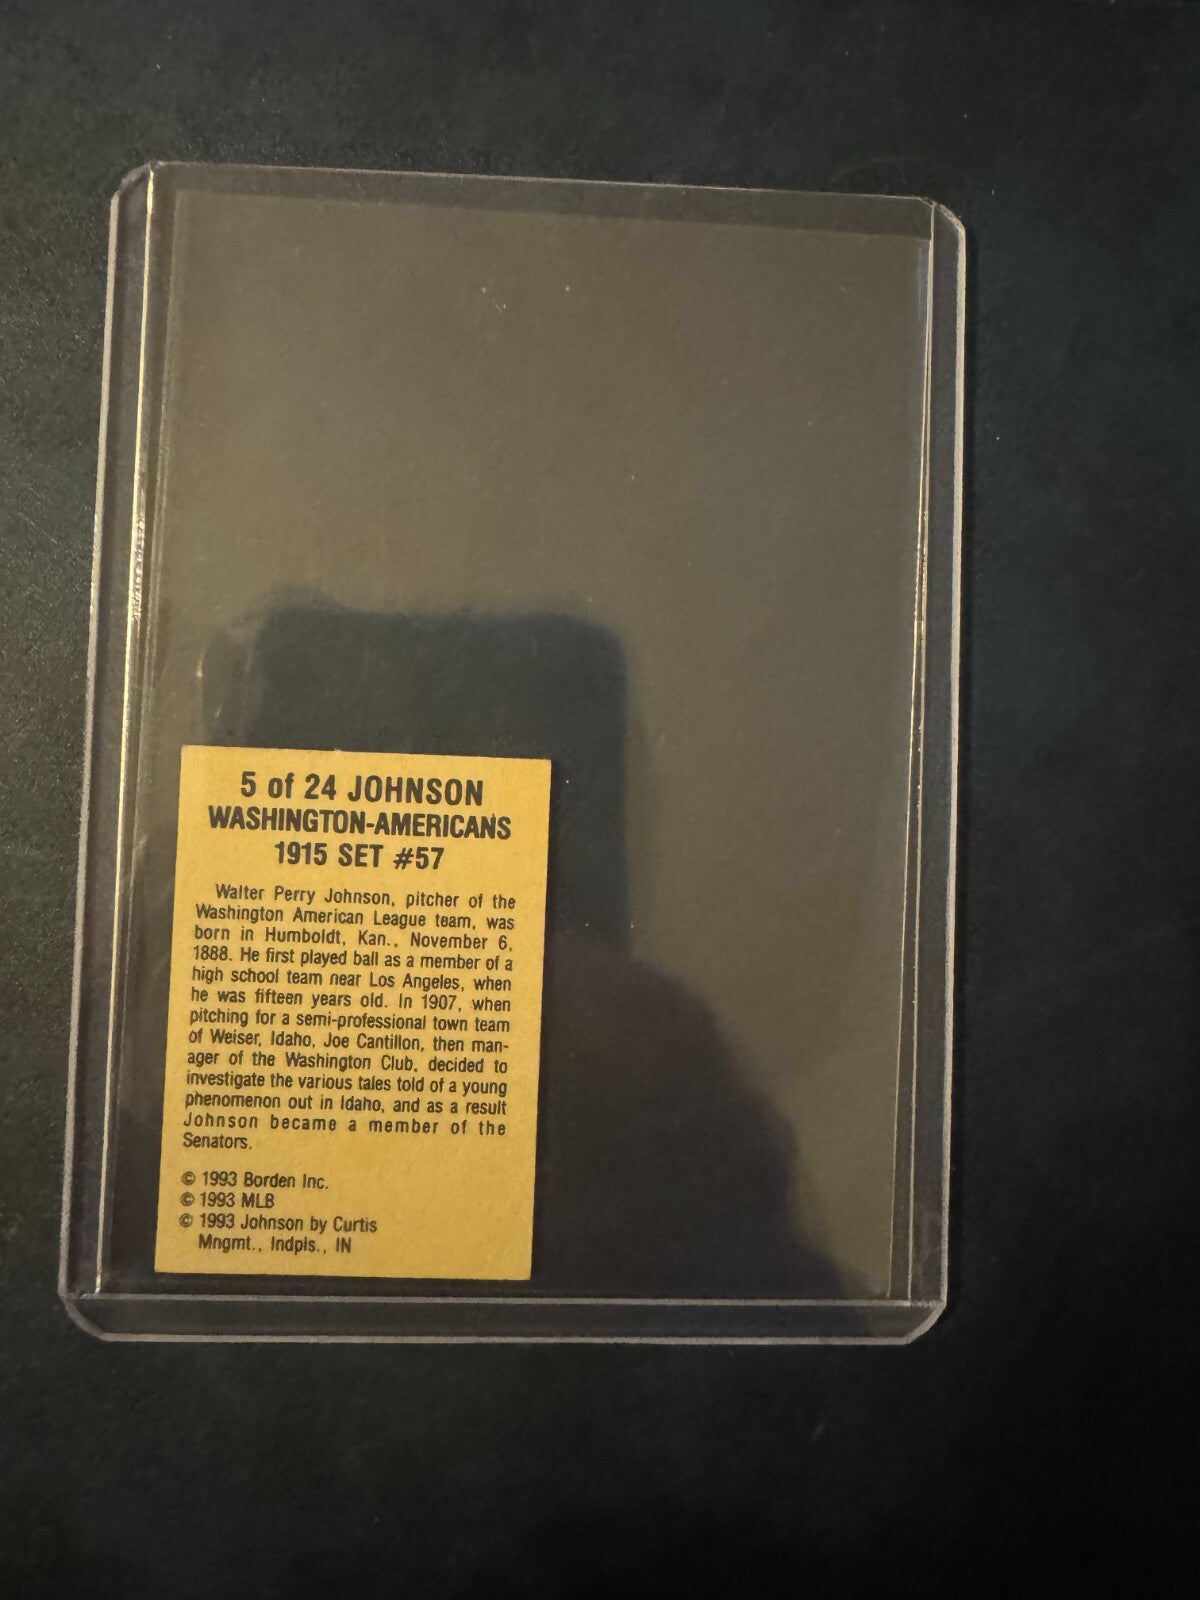 5 of 24 JOHNSON
WASHINGTON-AMERICANS
1915 SET #57
Walter Perry Johnson, pitcher of the
Washington American League team, was
born in Humboldt, Kan., November 6,
1888. He first played ball as a member of a
high school team near Los Angeles, when
he was fifteen years old. In 1907, when
pitching for a semi-professional town team
of Weiser, Idaho, Joe Cantillon, then man-
ager of the Washington Club, decided to
investigate the various tales told of a young
phenomenon out in Idaho, and as a result
Johnson became a member of the
Senators.
© 1993 Borden Inc.
© 1993 MLB
© 1993 Johnson by Curtis
Mngmt., Indpls., IN